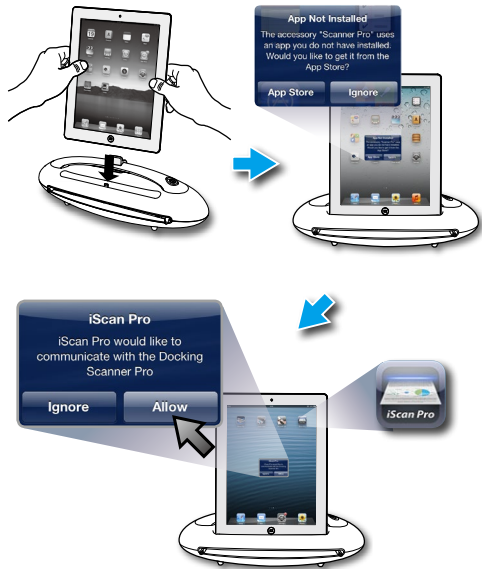 App Not Installed
The accessory "Scanner Pro" uses
an app you do not have installed.
Would you like to get it from the
App Store?
App Store
Ignore
iScan Pro
iScan Pro would like to
communicate with the Docking
Scanner Pro
Ignore
Allow
iScan Pro